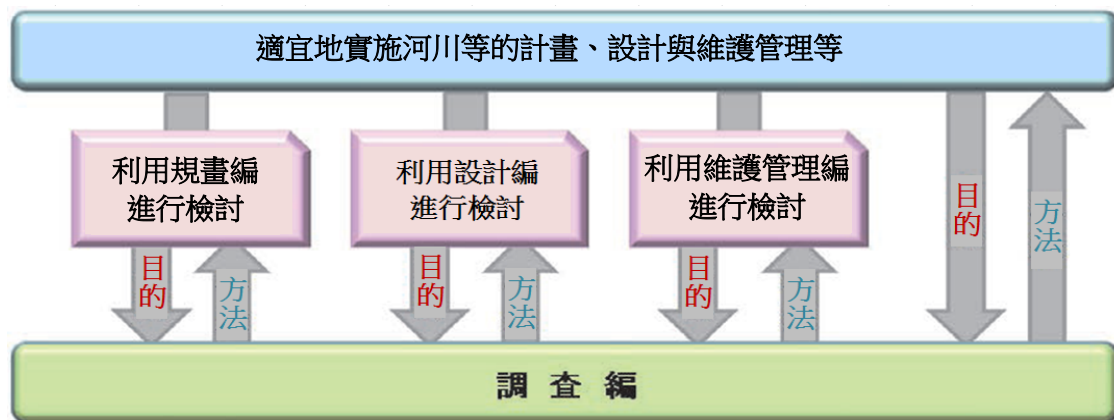 適宜地實施河川等的計畫、設計與維護管理等
利用規畫編
進行檢討
利用設計編
進行檢討
利用維護管理編
進行檢討
目的
方法
目的
方法
目的
方法
目的
方法
調查編